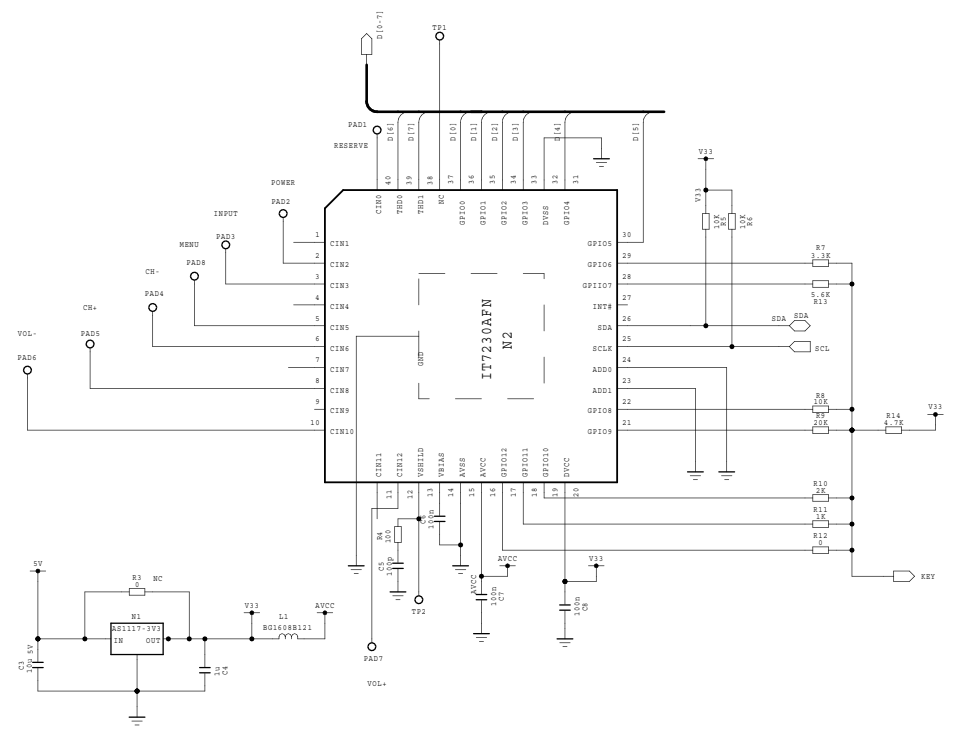 D[0-7]
TP1
PAD1
RESERVE
D[6]
D[7]
D[0]
D[1]
D[2]
D[3]
D[4]
D[5]
40
39
38
37
36
35
34
33
32
31
CIN0
THD0
THD1
NC
GPIO0
GPIO1
GPIO2
GPIO3
DVSS
GPIO4
POWER
PAD2
INPUT
PAD3
MENU
PAD8
CH-
PAD4
CH+
PAD5
VOL-
PAD6
1 CIN1
2 CIN2
3 CIN3
4 CIN4
5 CIN5
6 CIN6
7 CIN7
8 CIN8
9 CIN9
10 CIN10
GND
IT7230AFN
N2
GPIO5 30
GPIO6 29
GPIIO7 28
INT# 27
SDA 26
SCLK 25
ADD0 24
ADD1 23
GPIO8 22
GPIO9 21
V33
V33
10K
R5
10K
R6
R7
3.3K
5.6K
R13
SDA SDA
SCL
R8
10K
R9
20K
R14
4.7K
V33
R10
2K
R11
1K
R12
0
KEY
CIN11
CIN12
VSHILD
VBIAS
AVSS
AVCC
GPIO12
GPIO11
GPIO10
DVCC
11
12
13
14
15
16
17
18
19
20
R4
100
C5
100p
C6
100n
TP2
PAD7
VOL+
AVCC
AVCC
100n
C7
V33
100n
C8
5V
R3
0
NC
N1
AS1117-3V3
IN OUT
C3
10u 5V
1u
C4
V33
L1
BG1608B121
AVCC